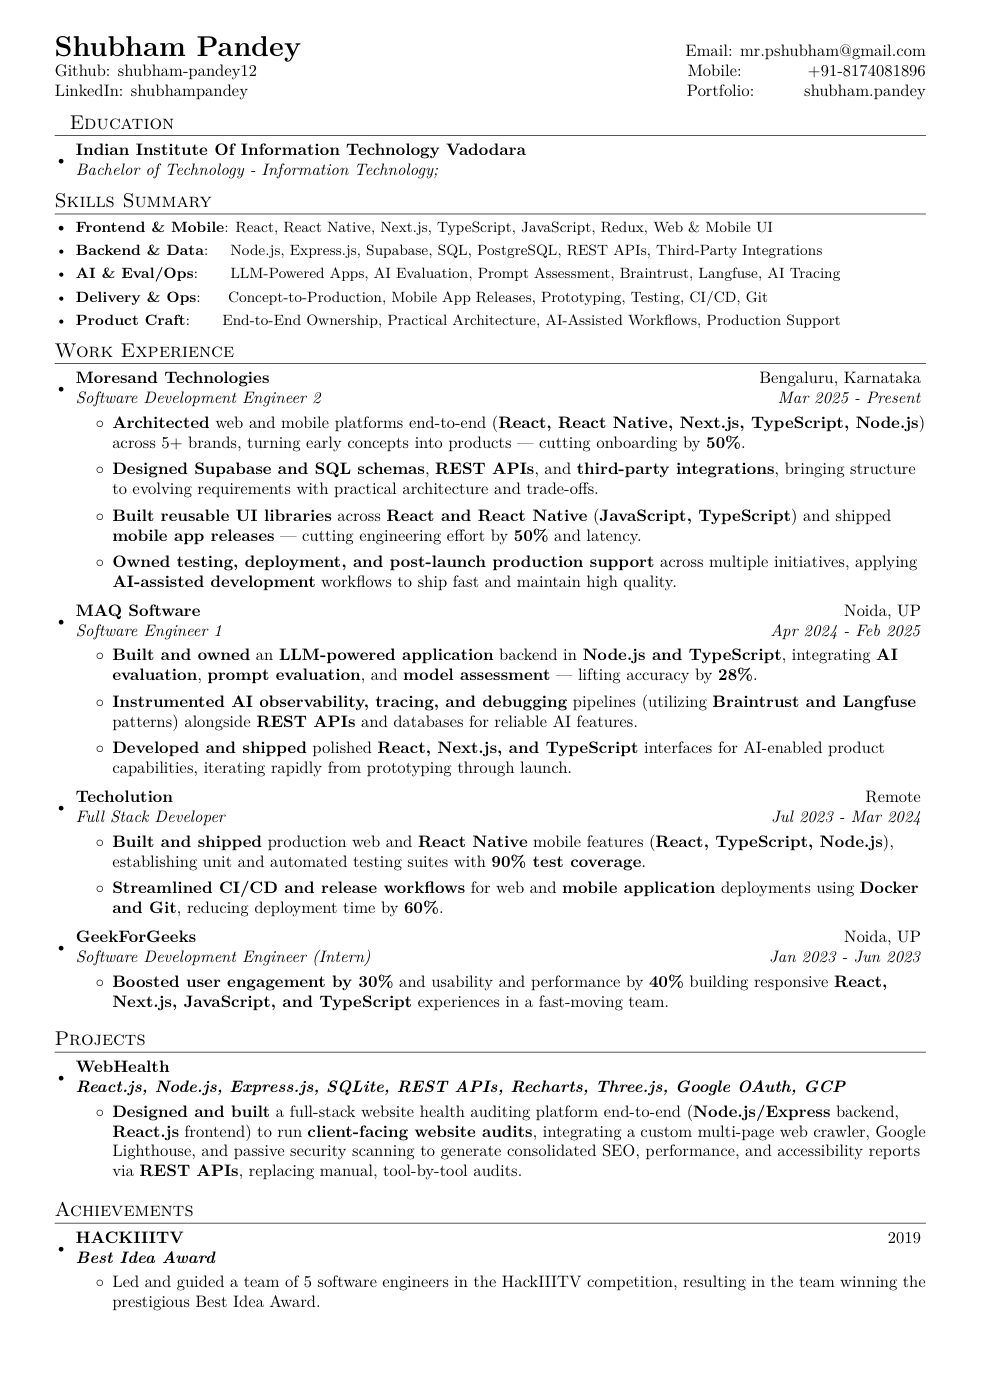 Shubham Pandey
Email: mr.pshubham@gmail.com
Github: shubham-pandey12
Mobile: +91-8174081896
LinkedIn: shubhampandey
Portfolio: shubham.pandey
Education
• Indian Institute Of Information Technology Vadodara
Bachelor of Technology - Information Technology;
Skills Summary
• Frontend & Mobile: React, React Native, Next.js, TypeScript, JavaScript, Redux, Web & Mobile UI
• Backend & Data: Node.js, Express.js, Supabase, SQL, PostgreSQL, REST APIs, Third-Party Integrations
• AI & Eval/Ops: LLM-Powered Apps, AI Evaluation, Prompt Assessment, Braintrust, Langfuse, AI Tracing
• Delivery & Ops: Concept-to-Production, Mobile App Releases, Prototyping, Testing, CI/CD, Git
• Product Craft: End-to-End Ownership, Practical Architecture, AI-Assisted Workflows, Production Support
Work Experience
• Moresand Technologies Bengaluru, Karnataka
Software Development Engineer 2 Mar 2025 - Present
◦ Architected web and mobile platforms end-to-end (React, React Native, Next.js, TypeScript, Node.js)
across 5+ brands, turning early concepts into products — cutting onboarding by 50%.
◦ Designed Supabase and SQL schemas, REST APIs, and third-party integrations, bringing structure
to evolving requirements with practical architecture and trade-offs.
◦ Built reusable UI libraries across React and React Native (JavaScript, TypeScript) and shipped
mobile app releases — cutting engineering effort by 50% and latency.
◦ Owned testing, deployment, and post-launch production support across multiple initiatives, applying
AI-assisted development workflows to ship fast and maintain high quality.
• MAQ Software Noida, UP
Software Engineer 1 Apr 2024 - Feb 2025
◦ Built and owned an LLM-powered application backend in Node.js and TypeScript, integrating AI
evaluation, prompt evaluation, and model assessment — lifting accuracy by 28%.
◦ Instrumented AI observability, tracing, and debugging pipelines (utilizing Braintrust and Langfuse
patterns) alongside REST APIs and databases for reliable AI features.
◦ Developed and shipped polished React, Next.js, and TypeScript interfaces for AI-enabled product
capabilities, iterating rapidly from prototyping through launch.
• Techolution Remote
Full Stack Developer Jul 2023 - Mar 2024
◦ Built and shipped production web and React Native mobile features (React, TypeScript, Node.js),
establishing unit and automated testing suites with 90% test coverage.
◦ Streamlined CI/CD and release workflows for web and mobile application deployments using Docker
and Git, reducing deployment time by 60%.
• GeekForGeeks Noida, UP
Software Development Engineer (Intern) Jan 2023 - Jun 2023
◦ Boosted user engagement by 30% and usability and performance by 40% building responsive React,
Next.js, JavaScript, and TypeScript experiences in a fast-moving team.
Projects
• WebHealth
React.js, Node.js, Express.js, SQLite, REST APIs, Recharts, Three.js, Google OAuth, GCP
◦ Designed and built a full-stack website health auditing platform end-to-end (Node.js/Express backend,
React.js frontend) to run client-facing website audits, integrating a custom multi-page web crawler, Google
Lighthouse, and passive security scanning to generate consolidated SEO, performance, and accessibility reports
via REST APIs, replacing manual, tool-by-tool audits.
Achievements
• HACKIIITV 2019
Best Idea Award
◦ Led and guided a team of 5 software engineers in the HackIIITV competition, resulting in the team winning the
prestigious Best Idea Award.